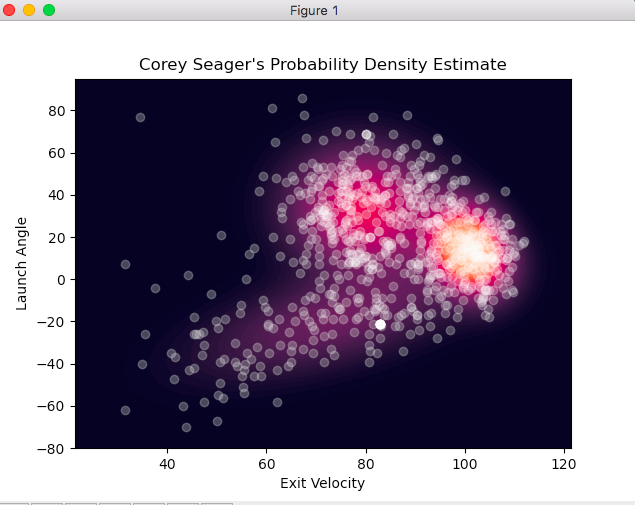 Figure 1
Corey Seager's Probability Density Estimate
80
60
40
20
0
−20
−40
−60
−80
Launch Angle
40 60 80 100 120
Exit Velocity